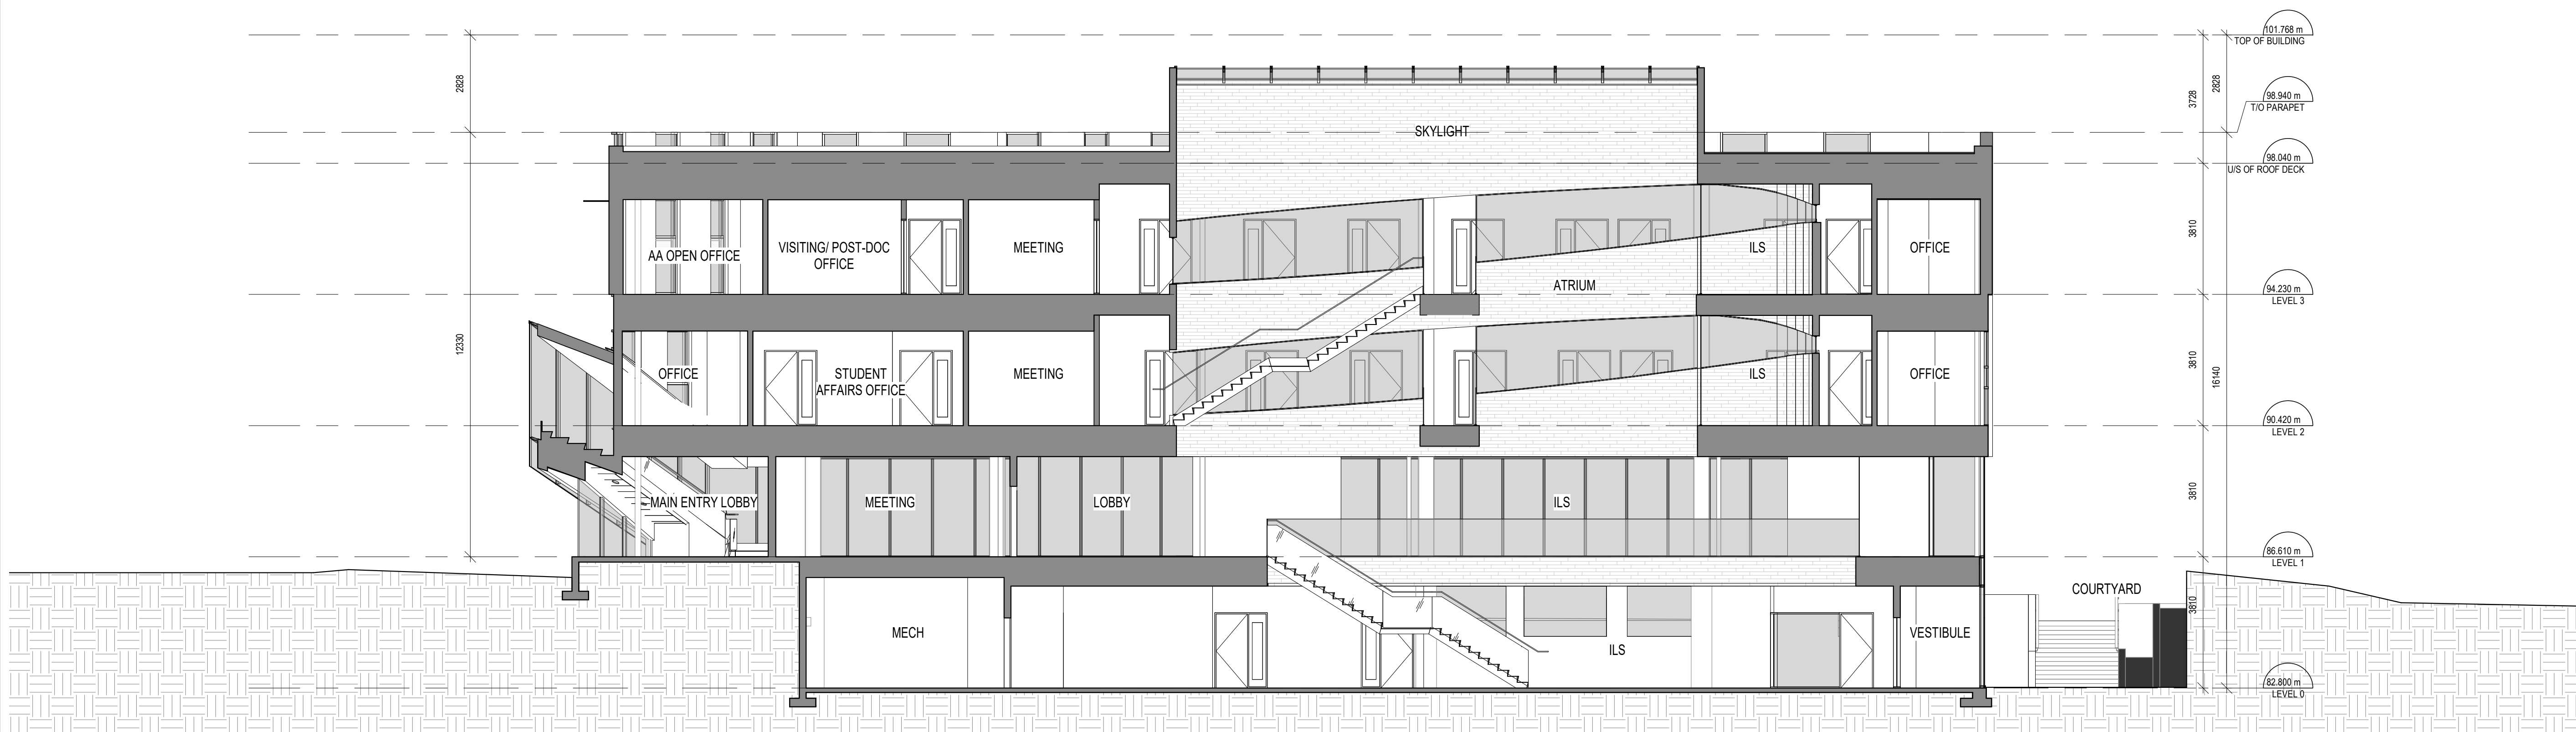 101.768 m
TOP OF BUILDING
2828
3728
2828
98.940 m
T/O PARAPET
SKYLIGHT
98.040 m
U/S OF ROOF DECK
3810
AA OPEN OFFICE
VISITING/ POST-DOC
OFFICE
MEETING
ILS
OFFICE
ATRIUM
94.230 m
LEVEL 3
12330
3810
16140
OFFICE
STUDENT
AFFAIRS OFFICE
MEETING
ILS
OFFICE
90.420 m
LEVEL 2
3810
MAIN ENTRY LOBBY
MEETING
LOBBY
ILS
86.610 m
LEVEL 1
COURTYARD
3810
MECH
ILS
VESTIBULE
82.800 m
LEVEL 0